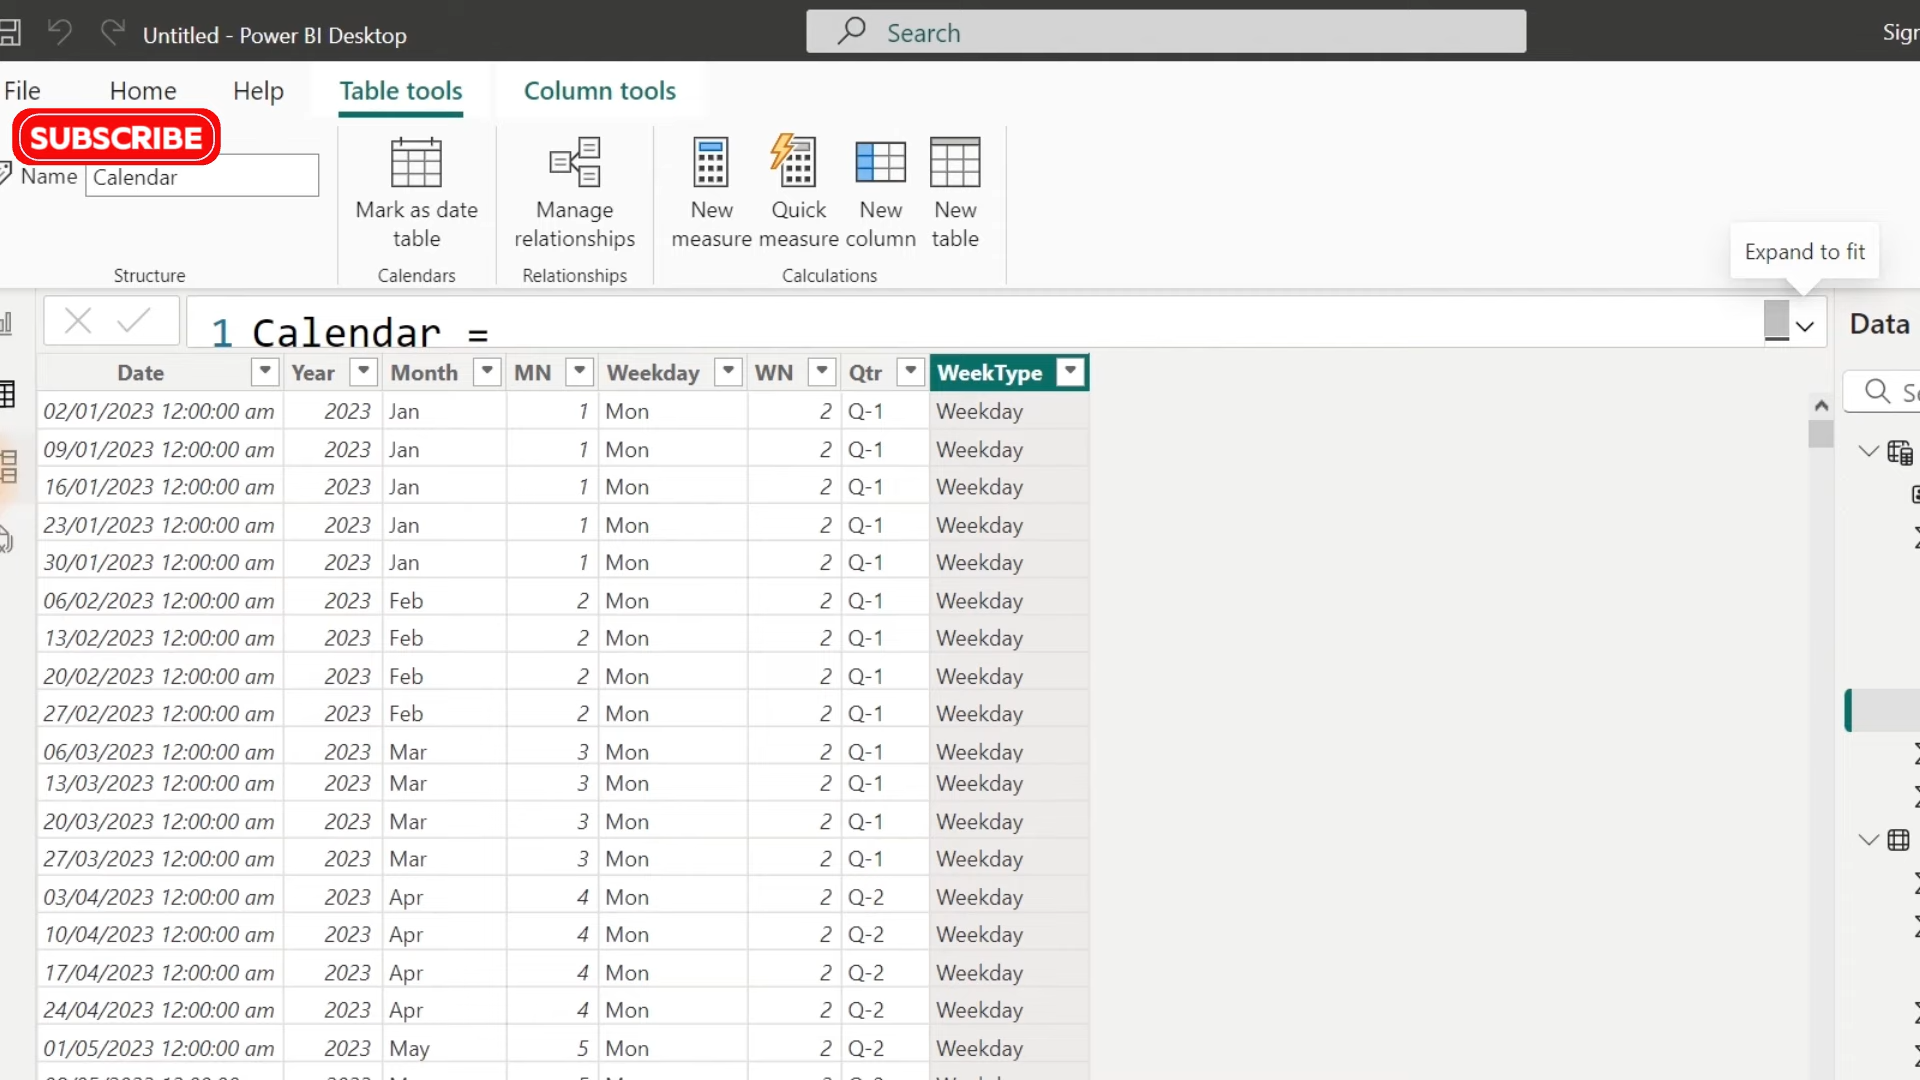 Untitled - Power BI Desktop
Search
File
Home
Help
Table tools
Column tools
SUBSCRIBE
Name
Calendar
Mark as date table
Manage relationships
New measure
Quick measure
New column
New table
Structure
Calendars
Relationships
Calculations
Expand to fit
1 Calendar =
Data
Date Year Month MN Weekday WN Qtr WeekType
02/01/2023 12:00:00 am 2023 Jan 1 Mon 2 Q-1 Weekday
09/01/2023 12:00:00 am 2023 Jan 1 Mon 2 Q-1 Weekday
16/01/2023 12:00:00 am 2023 Jan 1 Mon 2 Q-1 Weekday
23/01/2023 12:00:00 am 2023 Jan 1 Mon 2 Q-1 Weekday
30/01/2023 12:00:00 am 2023 Jan 1 Mon 2 Q-1 Weekday
06/02/2023 12:00:00 am 2023 Feb 2 Mon 2 Q-1 Weekday
13/02/2023 12:00:00 am 2023 Feb 2 Mon 2 Q-1 Weekday
20/02/2023 12:00:00 am 2023 Feb 2 Mon 2 Q-1 Weekday
27/02/2023 12:00:00 am 2023 Feb 2 Mon 2 Q-1 Weekday
06/03/2023 12:00:00 am 2023 Mar 3 Mon 2 Q-1 Weekday
13/03/2023 12:00:00 am 2023 Mar 3 Mon 2 Q-1 Weekday
20/03/2023 12:00:00 am 2023 Mar 3 Mon 2 Q-1 Weekday
27/03/2023 12:00:00 am 2023 Mar 3 Mon 2 Q-1 Weekday
03/04/2023 12:00:00 am 2023 Apr 4 Mon 2 Q-2 Weekday
10/04/2023 12:00:00 am 2023 Apr 4 Mon 2 Q-2 Weekday
17/04/2023 12:00:00 am 2023 Apr 4 Mon 2 Q-2 Weekday
24/04/2023 12:00:00 am 2023 Apr 4 Mon 2 Q-2 Weekday
01/05/2023 12:00:00 am 2023 May 5 Mon 2 Q-2 Weekday